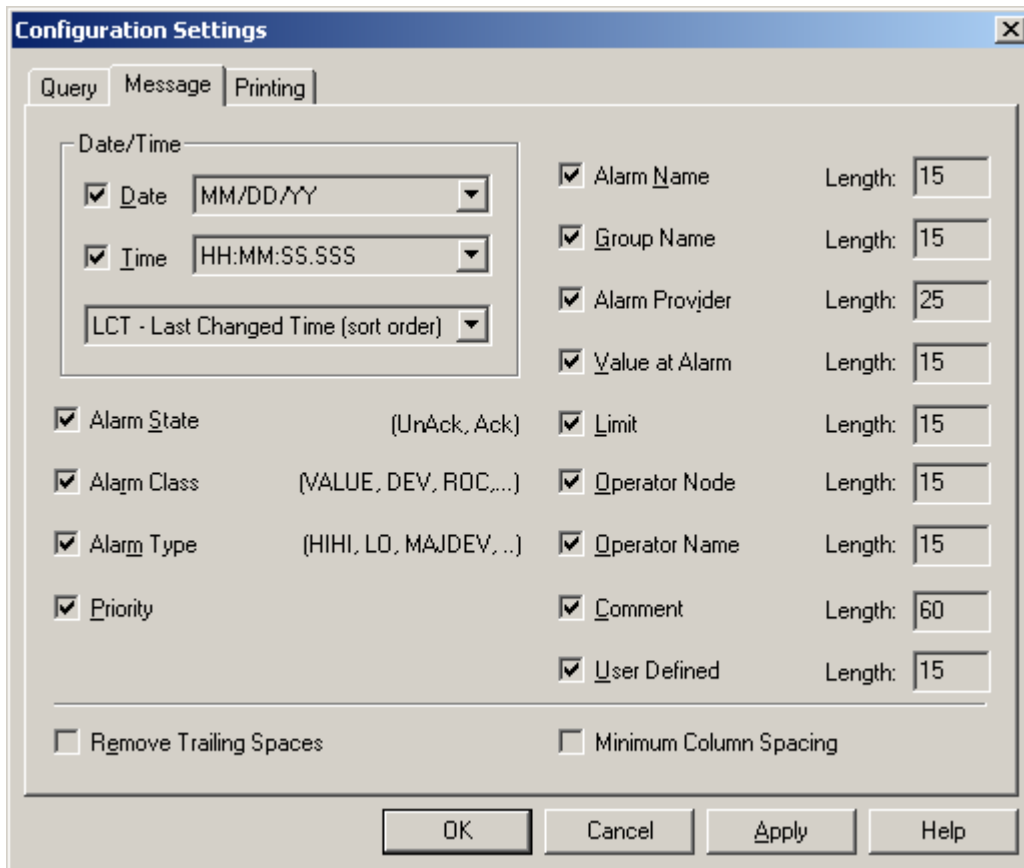 Configuration Settings
Query Message Printing
Date/Time
Date MM/DD/YY
Time HH:MM:SS.SSS
LCT - Last Changed Time (sort order)
Alarm State (UnAck, Ack)
Alarm Class (VALUE, DEV, ROC,...)
Alarm Type (HIHI, LO, MAJDEV, ..)
Priority
Alarm Name Length: 15
Group Name Length: 15
Alarm Provider Length: 25
Value at Alarm Length: 15
Limit Length: 15
Operator Node Length: 15
Operator Name Length: 15
Comment Length: 60
User Defined Length: 15
Remove Trailing Spaces Minimum Column Spacing
OK Cancel Apply Help